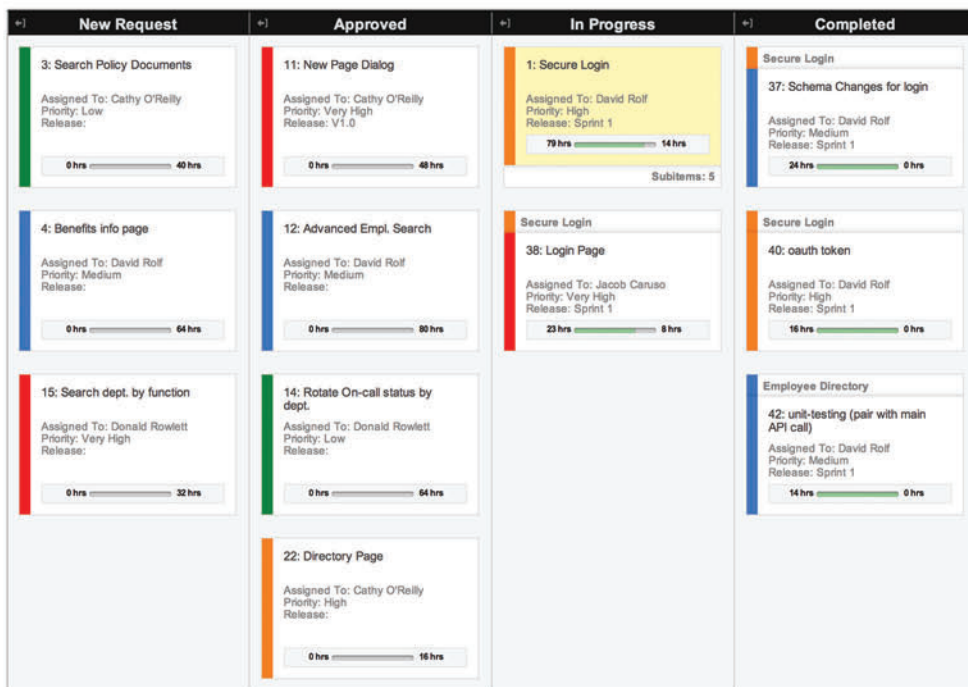 New Request
3: Search Policy Documents
Assigned To: Cathy O'Reilly
Priority: Low
Release:
0 hrs 40 hrs
4: Benefits info page
Assigned To: David Rolf
Priority: Medium
Release:
0 hrs 64 hrs
15: Search dept. by function
Assigned To: Donald Rowlett
Priority: Very High
Release:
0 hrs 32 hrs
Approved
11: New Page Dialog
Assigned To: Cathy O'Reilly
Priority: Very High
Release: V1.0
0 hrs 48 hrs
12: Advanced Empl. Search
Assigned To: David Rolf
Priority: Medium
Release:
0 hrs 80 hrs
14: Rotate On-call status by
dept.
Assigned To: Donald Rowlett
Priority: Low
Release:
0 hrs 64 hrs
22: Directory Page
Assigned To: Cathy O'Reilly
Priority: High
Release:
0 hrs 16 hrs
In Progress
1: Secure Login
Assigned To: David Rolf
Priority: High
Release: Sprint 1
79 hrs 14 hrs
Subitems: 5
Secure Login
38: Login Page
Assigned To: Jacob Caruso
Priority: Very High
Release: Sprint 1
23 hrs 8 hrs
Completed
Secure Login
37: Schema Changes for login
Assigned To: David Rolf
Priority: Medium
Release: Sprint 1
24 hrs 0 hrs
Secure Login
40: oauth token
Assigned To: David Rolf
Priority: High
Release: Sprint 1
16 hrs 0 hrs
Employee Directory
42: unit-testing (pair with main
API call)
Assigned To: David Rolf
Priority: Medium
Release: Sprint 1
14 hrs 0 hrs